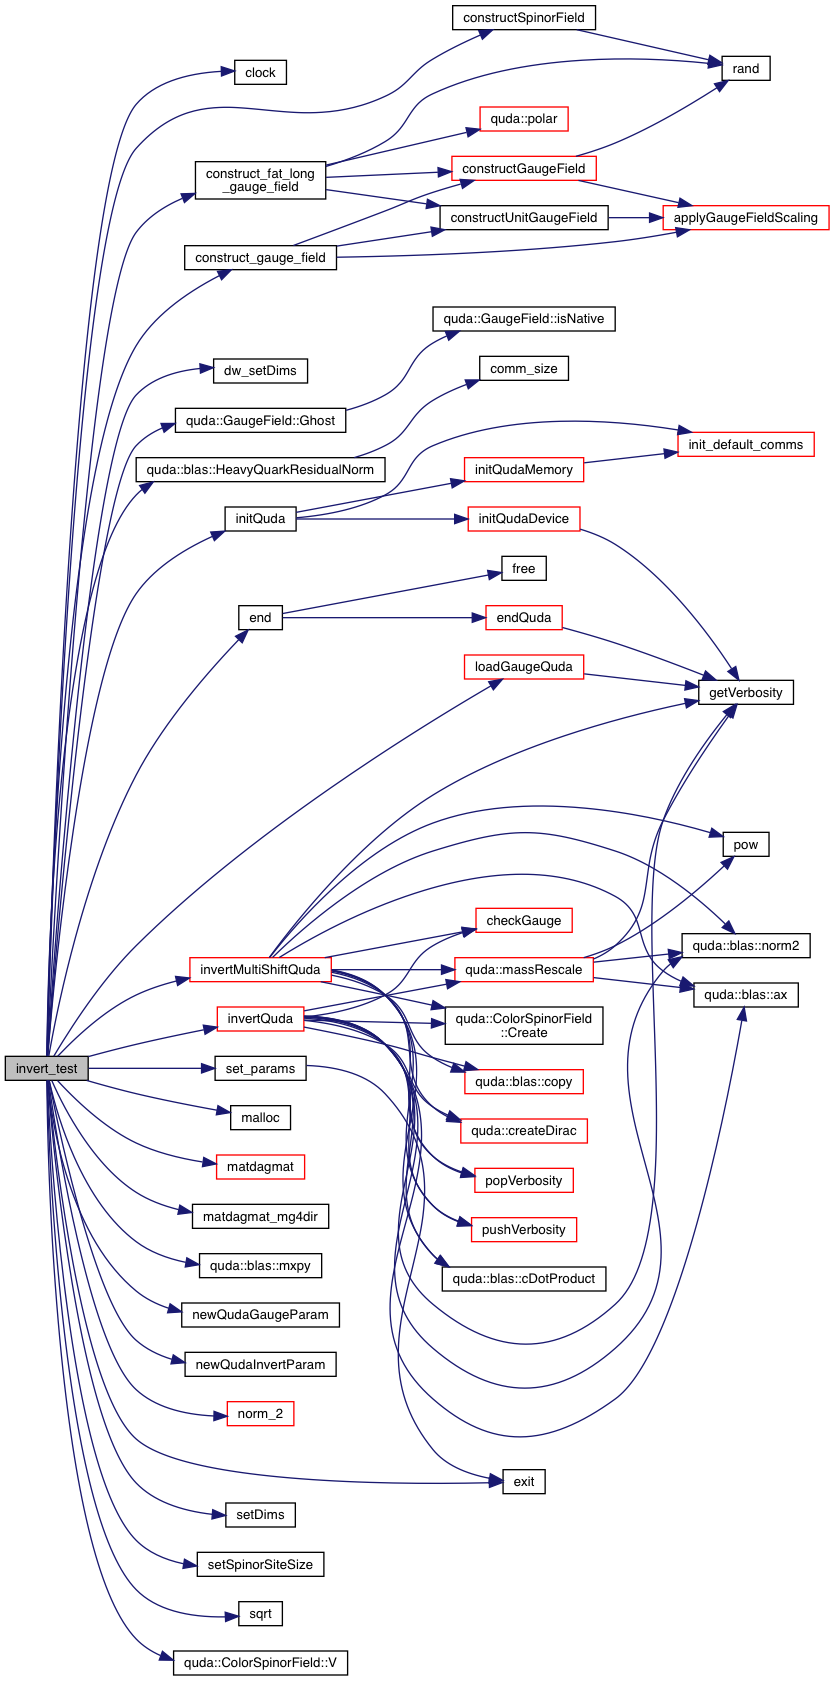 constructSpinorField
clock
rand
quda::polar
construct_fat_long
_gauge_field
constructGaugeField
constructUnitGaugeField
applyGaugeFieldScaling
construct_gauge_field
quda::GaugeField::isNative
dw_setDims
comm_size
quda::GaugeField::Ghost
init_default_comms
quda::blas::HeavyQuarkResidualNorm
initQudaMemory
initQuda
initQudaDevice
free
end
endQuda
loadGaugeQuda
getVerbosity
pow
checkGauge
quda::blas::norm2
invertMultiShiftQuda
quda::massRescale
quda::blas::ax
invertQuda
quda::ColorSpinorField
::Create
invert_test
set_params
quda::blas::copy
malloc
quda::createDirac
matdagmat
popVerbosity
matdagmat_mg4dir
pushVerbosity
quda::blas::mxpy
quda::blas::cDotProduct
newQudaGaugeParam
newQudaInvertParam
norm_2
exit
setDims
setSpinorSiteSize
sqrt
quda::ColorSpinorField::V